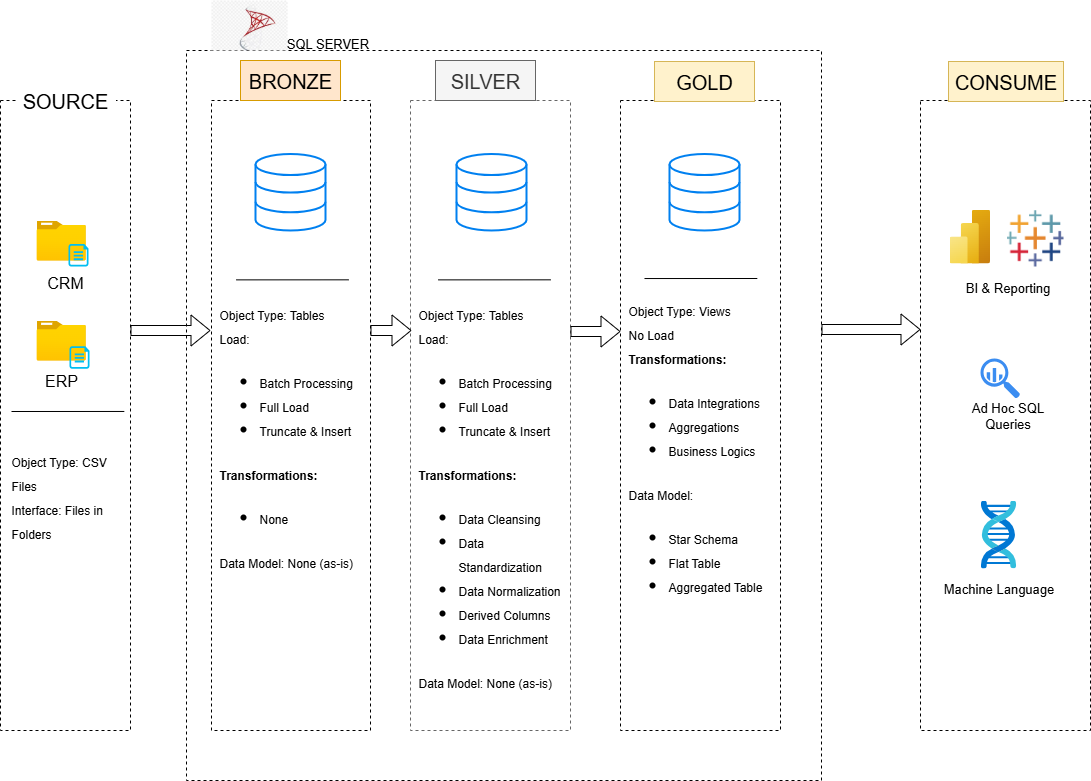 SQL SERVER
SOURCE
CRM
ERP
Object Type: CSV
Files
Interface: Files in
Folders
BRONZE
Object Type: Tables
Load:
Batch Processing
Full Load
Truncate & Insert
Transformations:
None
Data Model: None (as-is)
SILVER
Object Type: Tables
Load:
Batch Processing
Full Load
Truncate & Insert
Transformations:
Data Cleansing
Data
Standardization
Data Normalization
Derived Columns
Data Enrichment
Data Model: None (as-is)
GOLD
Object Type: Views
No Load
Transformations:
Data Integrations
Aggregations
Business Logics
Data Model:
Star Schema
Flat Table
Aggregated Table
CONSUME
BI & Reporting
Ad Hoc SQL
Queries
Machine Language